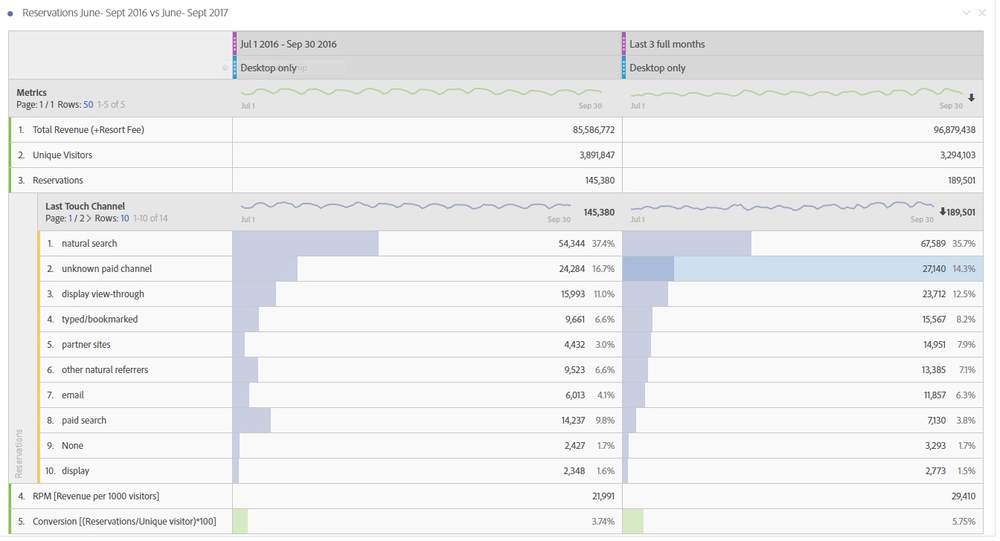 Reservations June- Sept 2016 vs June- Sept 2017
Jul 1 2016 - Sep 30 2016 Last 3 full months
Desktop only Desktop only
Metrics
Page: 1 / 1 Rows: 50 1-5 of 5
Jul 1 Sep 30 Jul 1 Sep 30
1. Total Revenue (+Resort Fee) 85,586,772 96,879,438
2. Unique Visitors 3,891,847 3,294,103
3. Reservations 145,380 189,501
Last Touch Channel 145,380 189,501
Page: 1 / 2 Rows: 10 1-10 of 14
Jul 1 Sep 30 Jul 1 Sep 30
1. natural search 54,344 37.4% 67,589 35.7%
2. unknown paid channel 24,284 16.7% 27,140 14.3%
3. display view-through 15,993 11.0% 23,712 12.5%
4. typed/bookmarked 9,661 6.6% 15,567 8.2%
5. partner sites 4,432 3.0% 14,951 7.9%
6. other natural referrers 9,523 6.6% 13,385 7.1%
7. email 6,013 4.1% 11,857 6.3%
8. paid search 14,237 9.8% 7,130 3.8%
9. None 2,427 1.7% 3,293 1.7%
10. display 2,348 1.6% 2,773 1.5%
Reservations
4. RPM [Revenue per 1000 visitors] 21,991 29,410
5. Conversion [(Reservations/Unique visitor)*100] 3.74% 5.75%